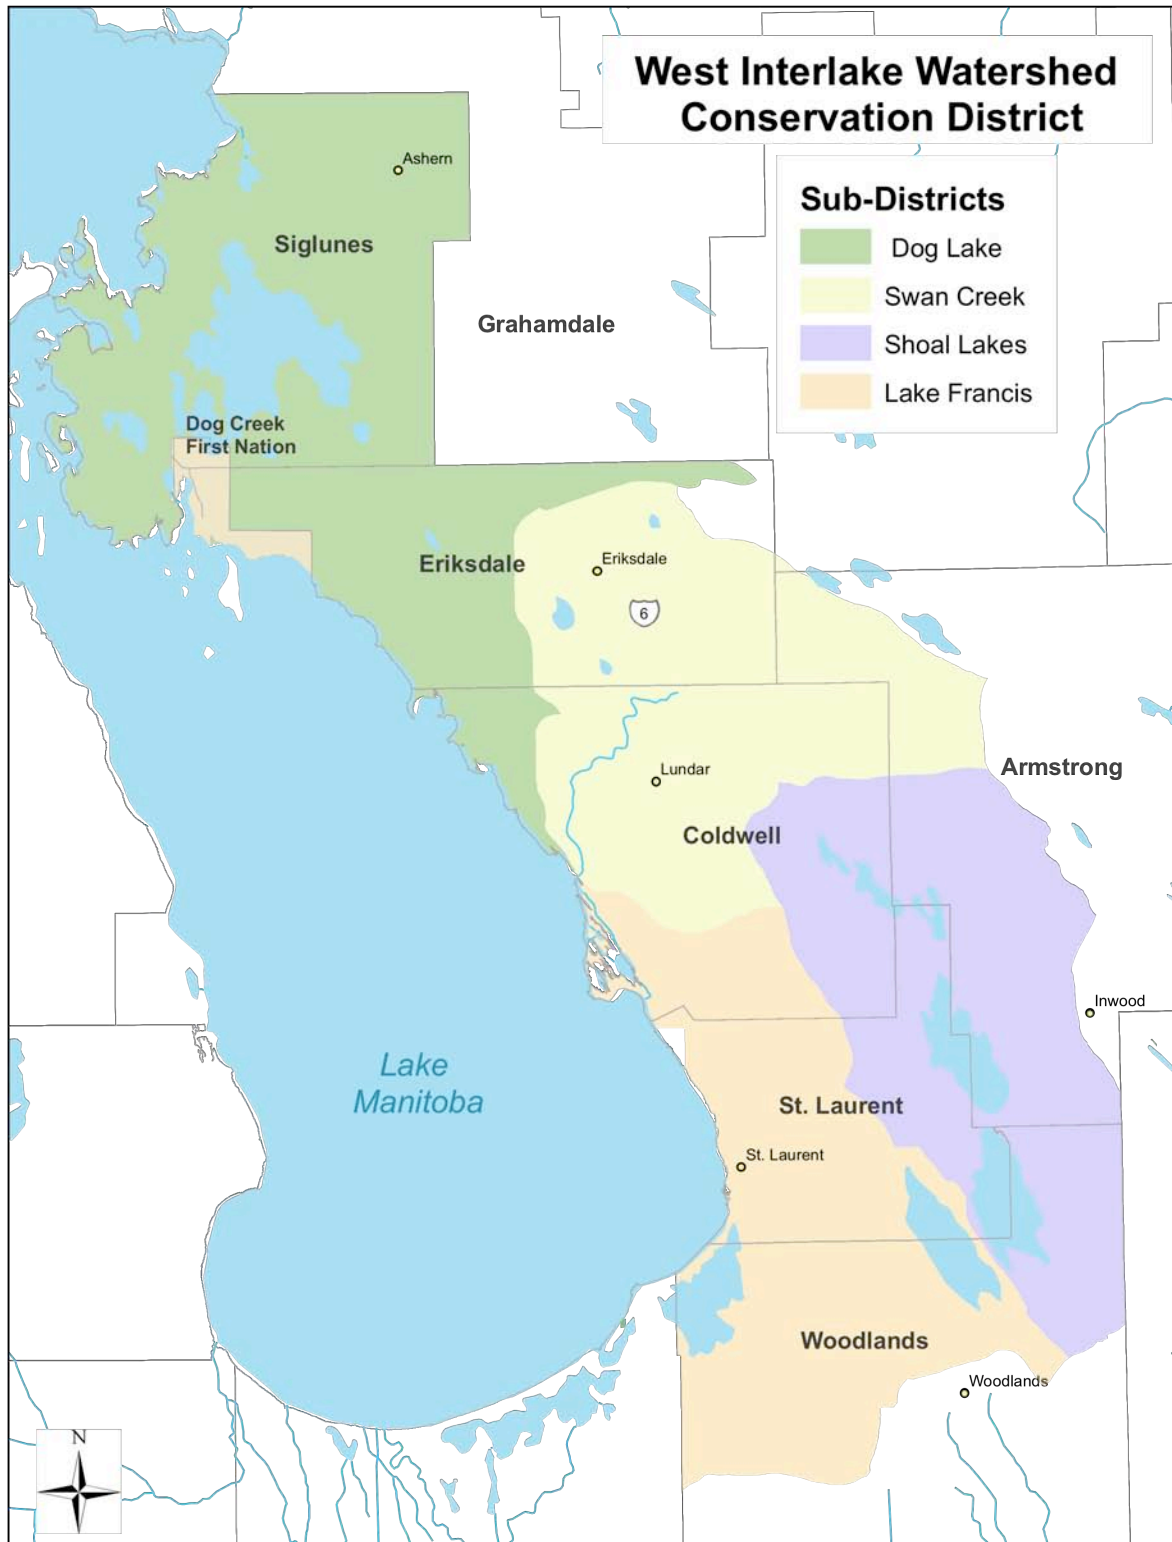 West Interlake Watershed
Conservation District
Sub-Districts
Dog Lake
Swan Creek
Shoal Lakes
Lake Francis
Ashern
Siglunes
Grahamdale
Dog Creek
First Nation
Eriksdale
Eriksdale
6
Lundar
Armstrong
Coldwell
Inwood
Lake
Manitoba
St. Laurent
St. Laurent
Woodlands
Woodlands
N